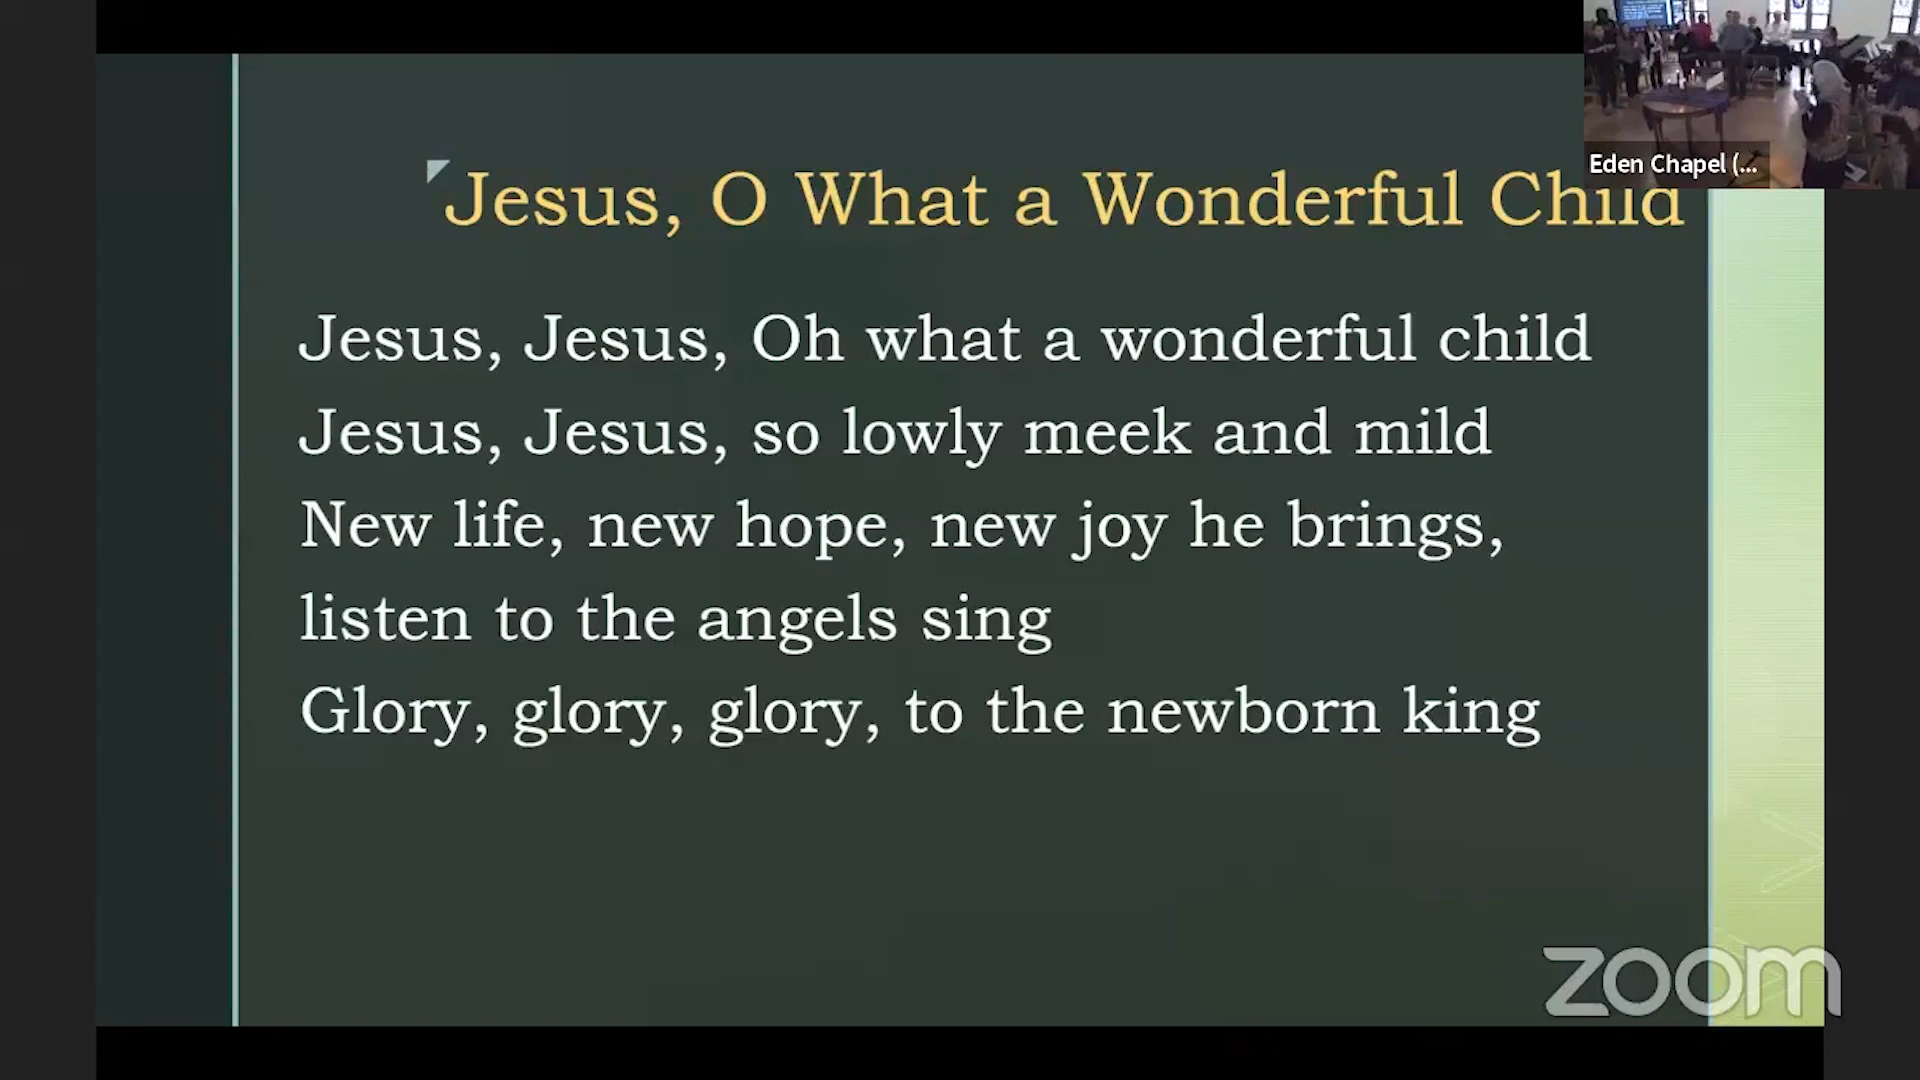 Eden Chapel (...
Jesus, O What a Wonderful Child
Jesus, Jesus, Oh what a wonderful child
Jesus, Jesus, so lowly meek and mild
New life, new hope, new joy he brings,
listen to the angels sing
Glory, glory, glory, to the newborn king
zoom